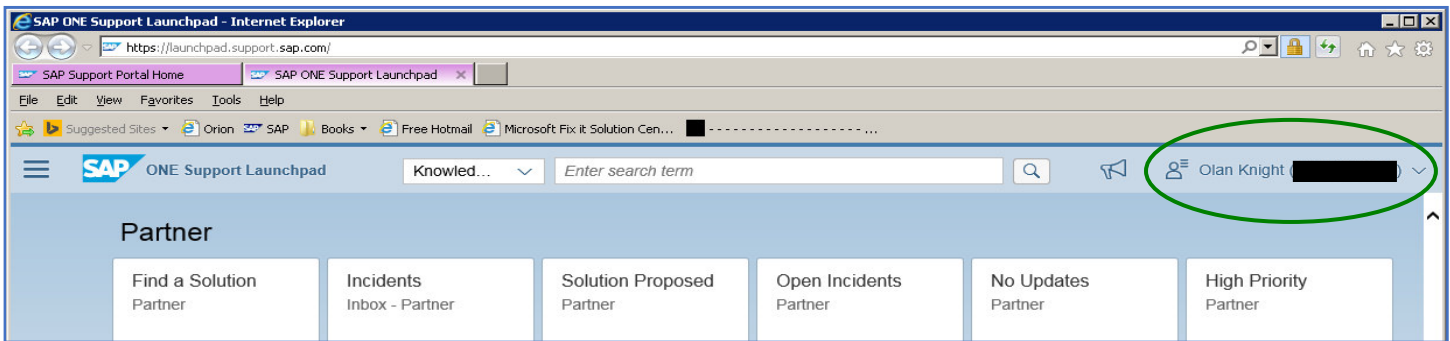 SAP ONE Support Launchpad - Internet Explorer
https://launchpad.support.sap.com/
SAP Support Portal Home SAP ONE Support Launchpad
File Edit View Favorites Tools Help
Suggested Sites Orion SAP Books Free Hotmail Microsoft Fix it Solution Cen... - - - - - - - - - - - - - - - - - - - ...
SAP ONE Support Launchpad Knowled... Enter search term Olan Knight ( )
Partner
Find a Solution Incidents Solution Proposed Open Incidents No Updates High Priority
Partner Inbox - Partner Partner Partner Partner Partner